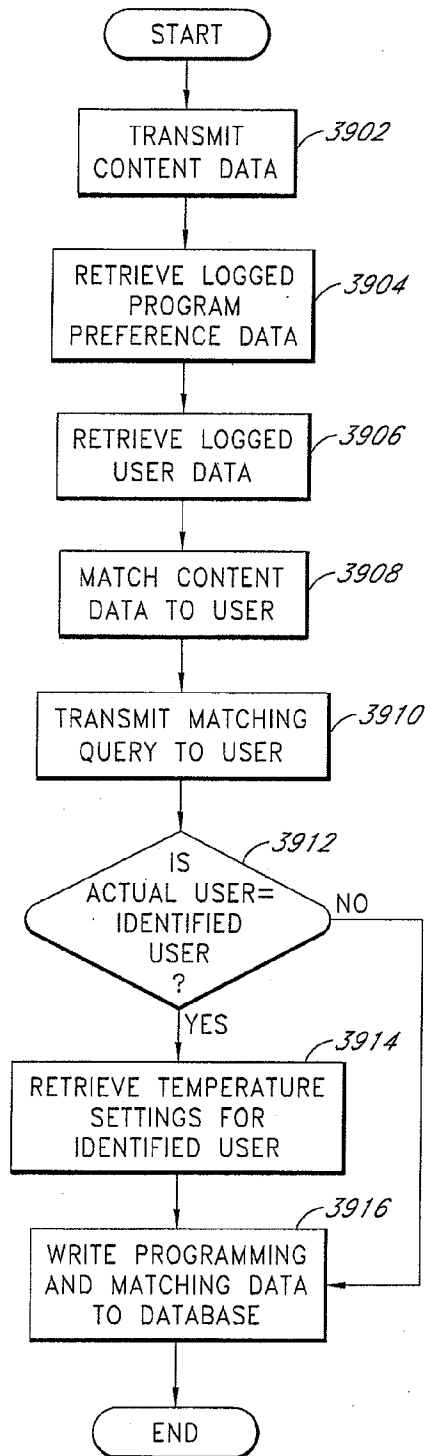 START
TRANSMIT
CONTENT DATA
3902
RETRIEVE LOGGED
PROGRAM
PREFERENCE DATA
3904
RETRIEVE LOGGED
USER DATA
3906
MATCH CONTENT
DATA TO USER
3908
TRANSMIT MATCHING
QUERY TO USER
3910
3912
IS
ACTUAL USER=
IDENTIFIED
USER
?
NO
YES
3914
RETRIEVE TEMPERATURE
SETTINGS FOR
IDENTIFIED USER
3916
WRITE PROGRAMMING
AND MATCHING DATA
TO DATABASE
END